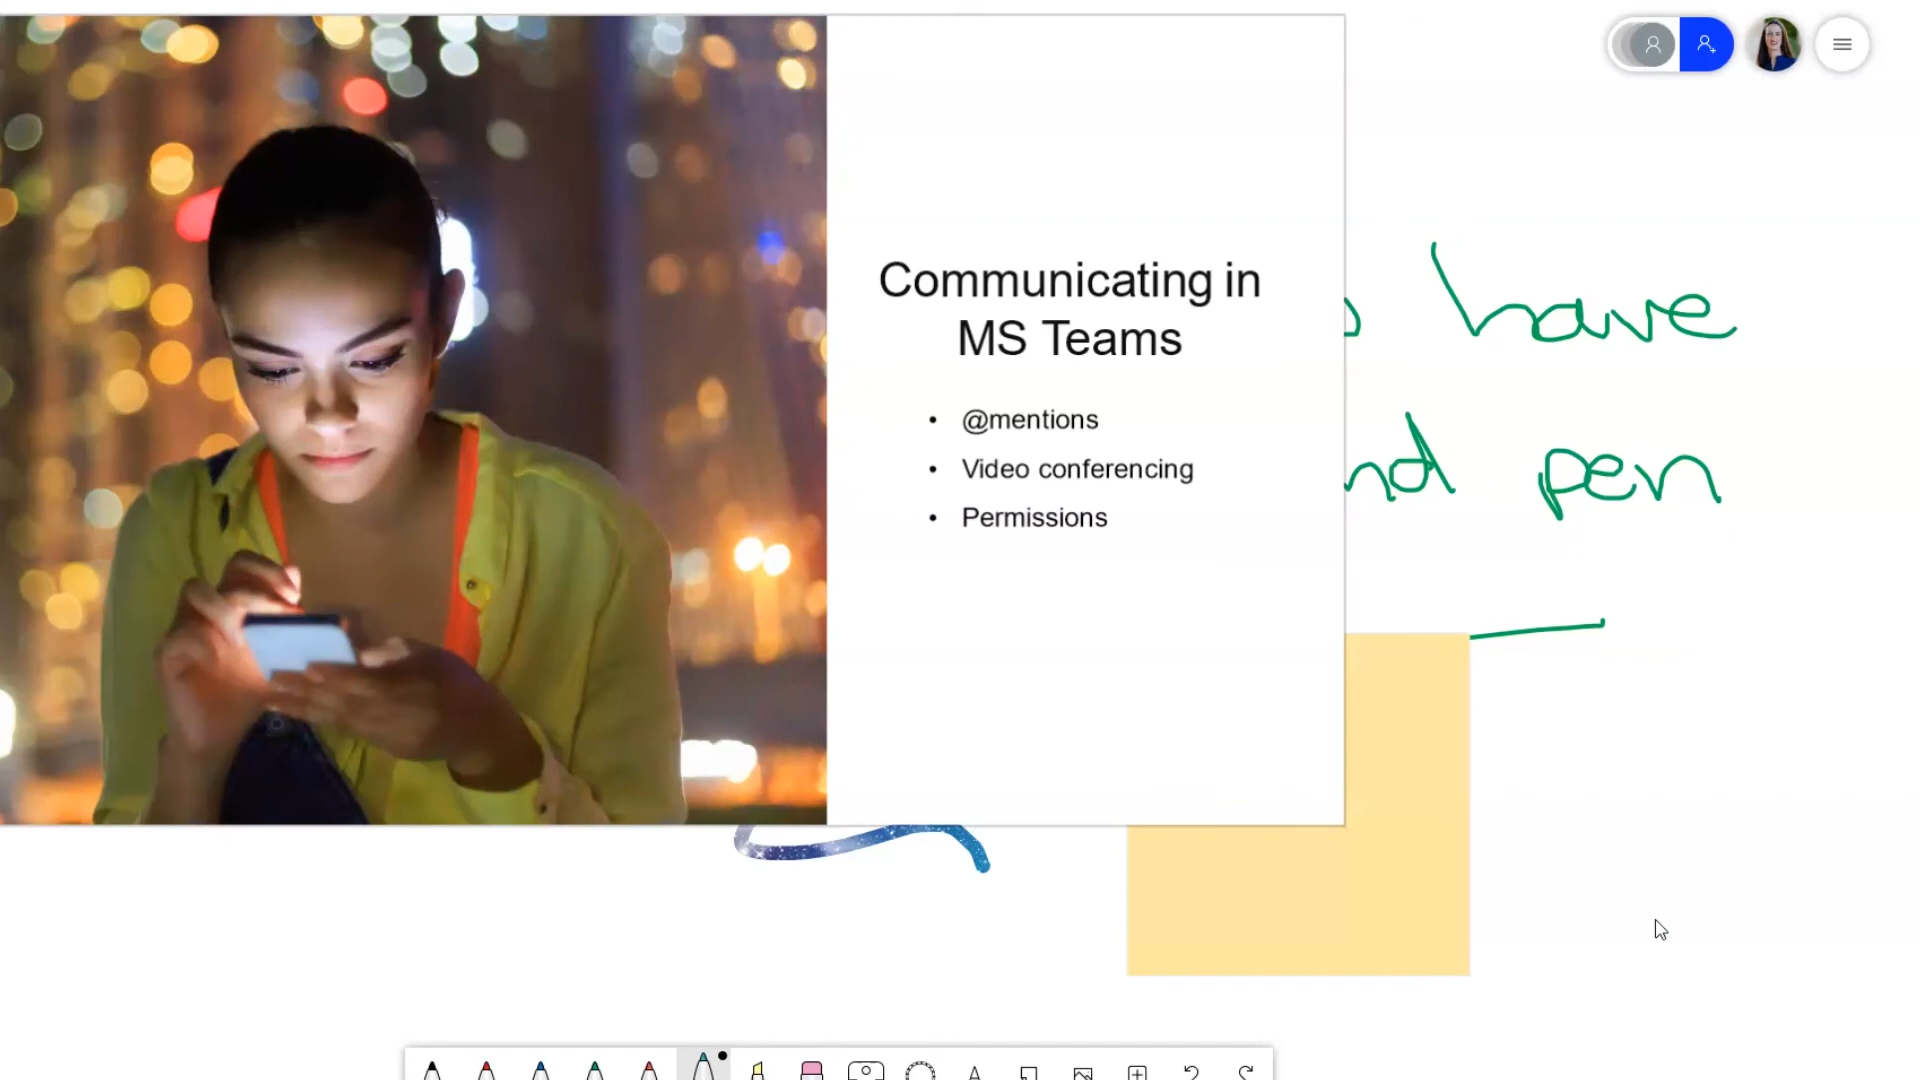 Communicating in
MS Teams
• @mentions
• Video conferencing
• Permissions
have
pen